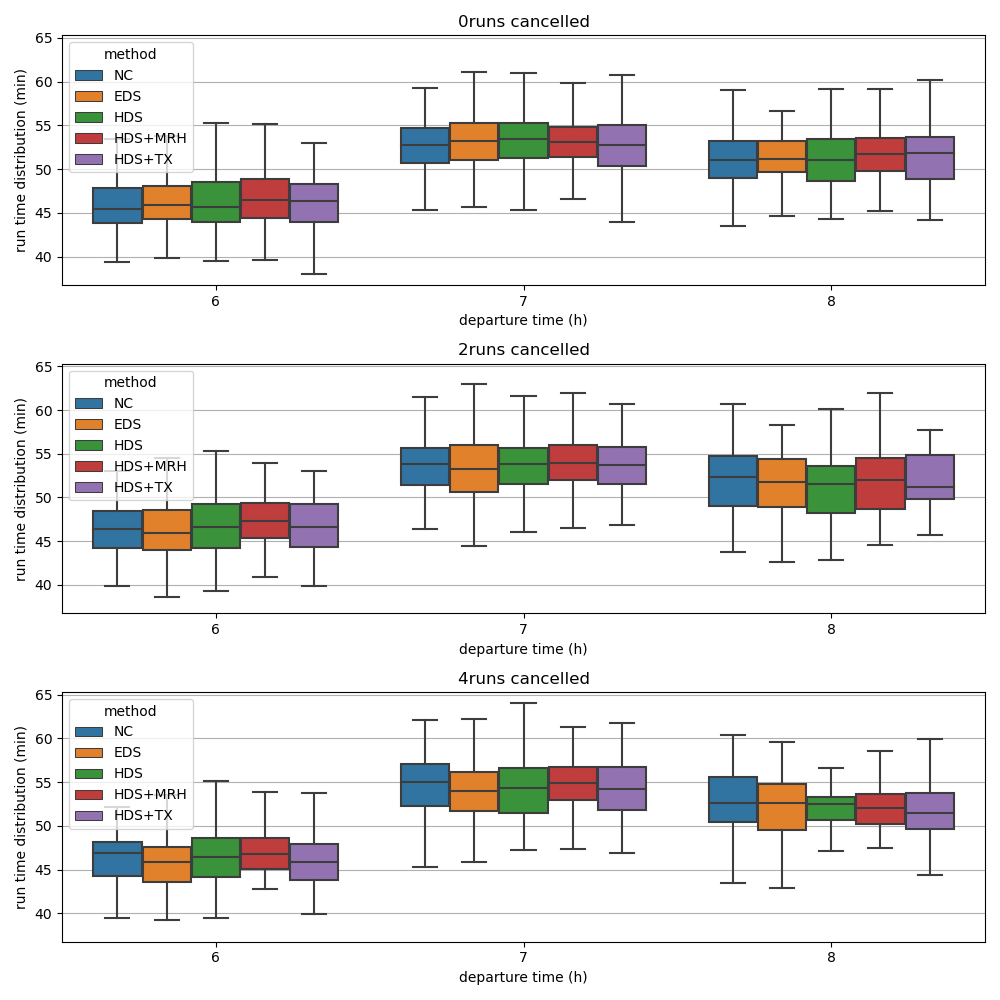 0runs cancelled
run time distribution (min)
65
60
55
50
45
40
method
NC
EDS
HDS
HDS+MRH
HDS+TX
6
7
8
departure time (h)
2runs cancelled
run time distribution (min)
65
60
55
50
45
40
method
NC
EDS
HDS
HDS+MRH
HDS+TX
6
7
8
departure time (h)
4runs cancelled
run time distribution (min)
65
60
55
50
45
40
method
NC
EDS
HDS
HDS+MRH
HDS+TX
6
7
8
departure time (h)